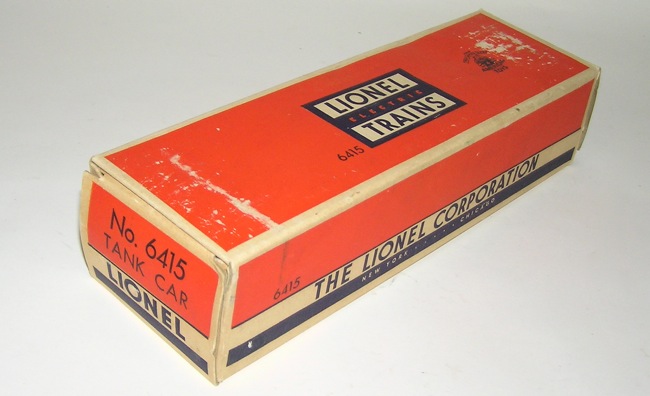 LIONEL
ELECTRIC
TRAINS
6415
No. 6415
TANK CAR
LIONEL
6415
THE LIONEL CORPORATION
NEW YORK · · · · · CHICAGO